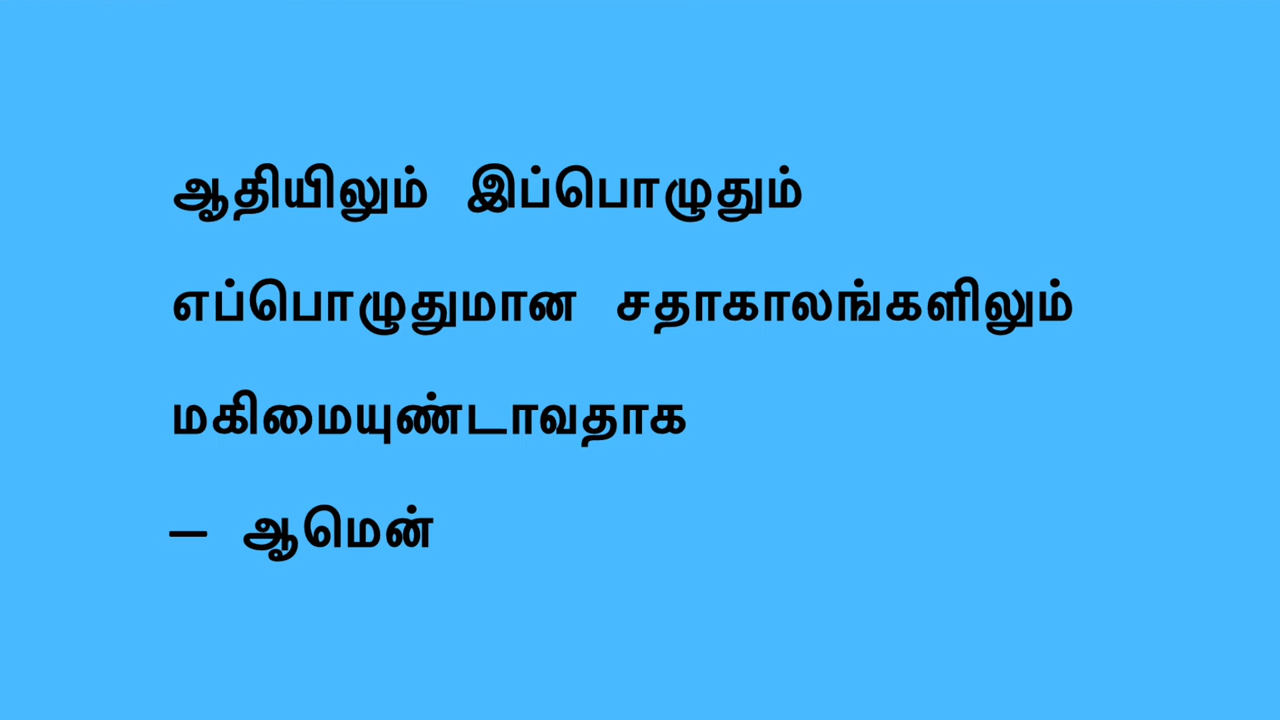 ஆதியிலும் இப்பொழுதும்
எப்பொழுதுமான சதாகாலங்களிலும்
மகிமையுண்டாவதாக
– ஆமென்